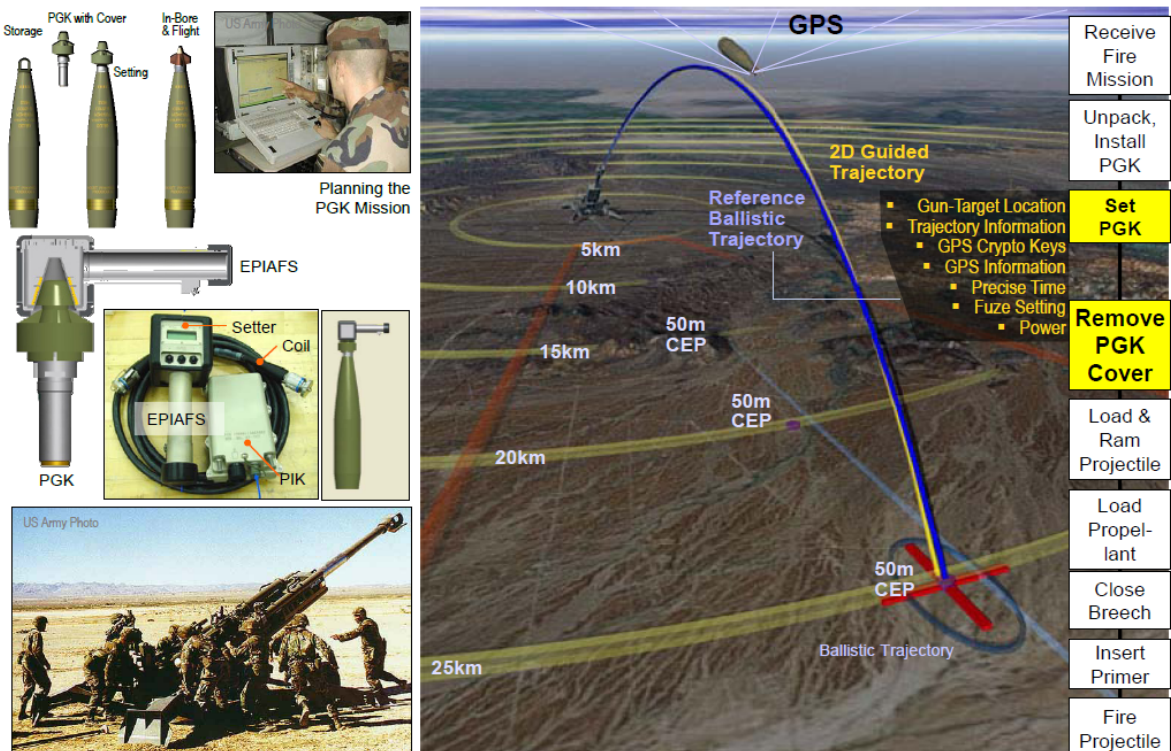 PGK with Cover
In-Bore
& Flight
Storage
Setting
US Army Photo
Planning the
PGK Mission
EPIAFS
PGK
Setter
Coil
EPIAFS
PIK
US Army Photo
GPS
2D Guided
Trajectory
Reference
Ballistic
Trajectory
▪ Gun-Target Location
▪ Trajectory Information
▪ GPS Crypto Keys
▪ GPS Information
▪ Precise Time
▪ Fuze Setting
▪ Power
5km
10km
15km
50m
CEP
50m
CEP
20km
50m
CEP
Ballistic Trajectory
25km
Receive
Fire
Mission
Unpack,
Install
PGK
Set
PGK
Remove
PGK
Cover
Load &
Ram
Projectile
Load
Propel-
lant
Close
Breech
Insert
Primer
Fire
Projectile